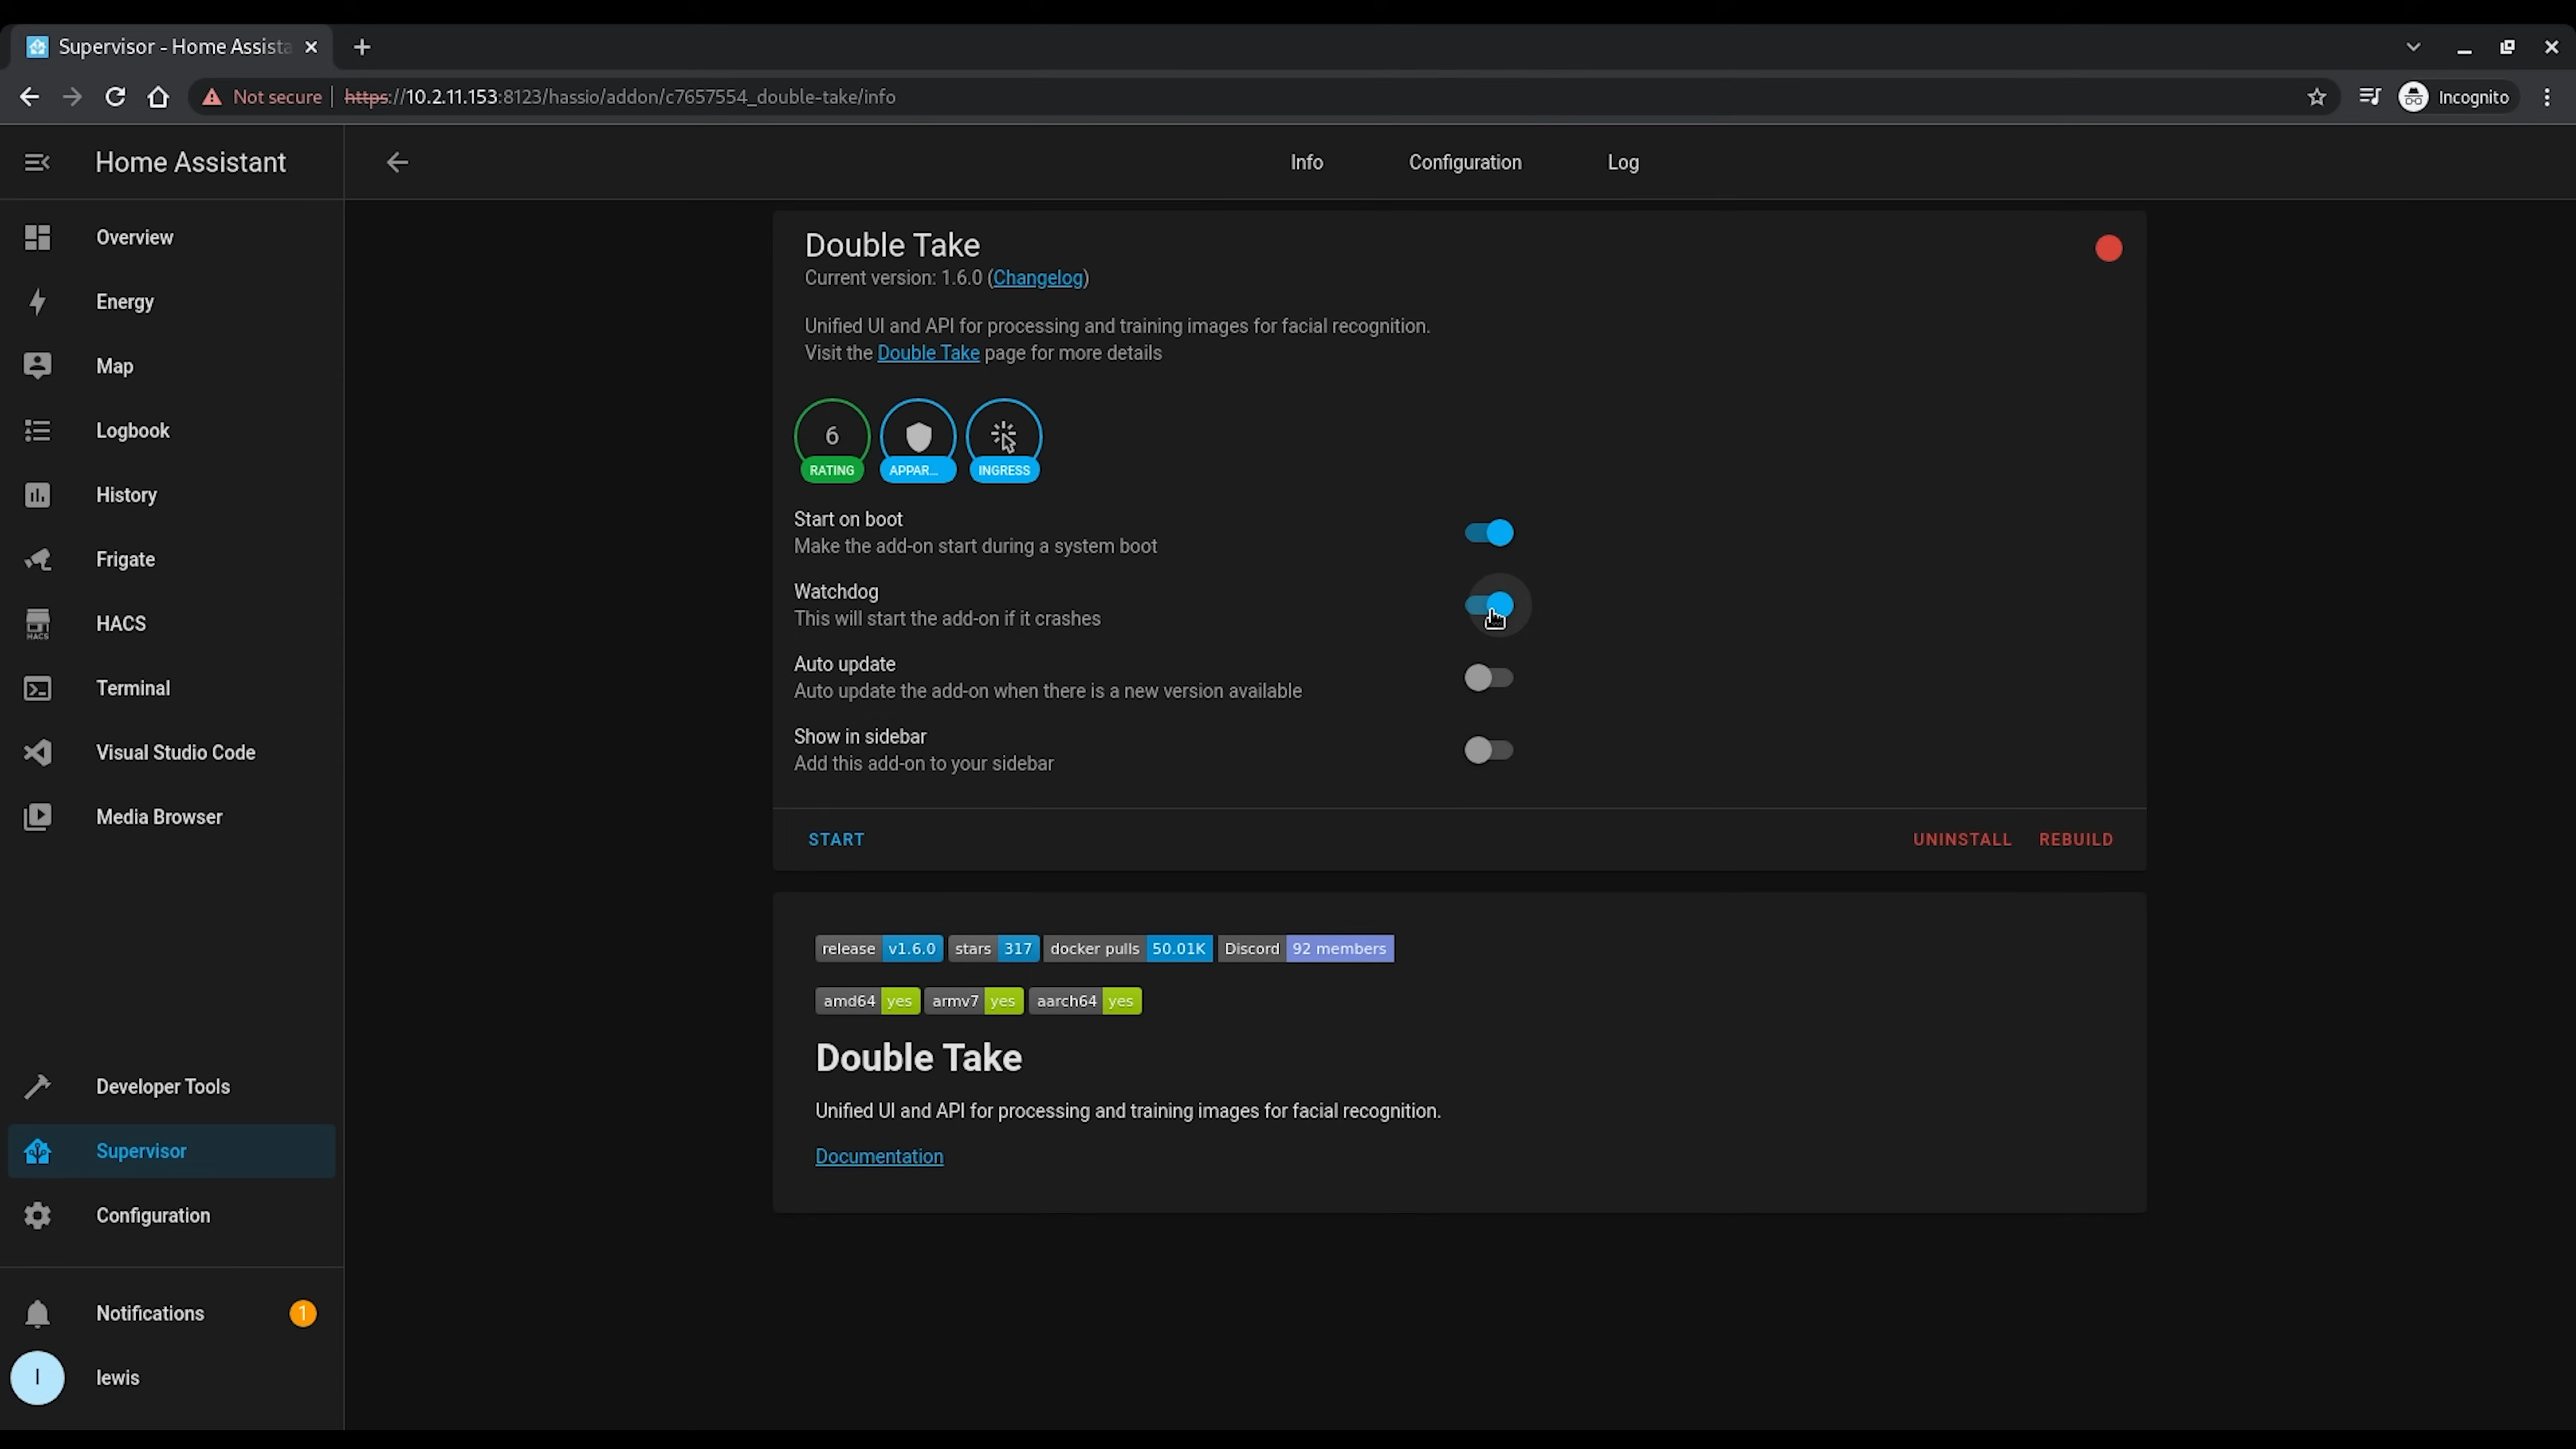 Supervisor - Home Assista
Not secure
https://10.2.11.153:8123/hassio/addon/c7657554_double-take/info
Incognito
Home Assistant
Info
Configuration
Log
Overview
Energy
Map
Logbook
History
Frigate
HACS
HACS
Terminal
Visual Studio Code
Media Browser
Developer Tools
Supervisor
Configuration
Notifications 1
l lewis
Double Take
Current version: 1.6.0 (Changelog)
Unified UI and API for processing and training images for facial recognition.
Visit the Double Take page for more details
6
RATING APPAR... INGRESS
Start on boot
Make the add-on start during a system boot
Watchdog
This will start the add-on if it crashes
Auto update
Auto update the add-on when there is a new version available
Show in sidebar
Add this add-on to your sidebar
START UNINSTALL REBUILD
release v1.6.0 stars 317 docker pulls 50.01K Discord 92 members
amd64 yes armv7 yes aarch64 yes
Double Take
Unified UI and API for processing and training images for facial recognition.
Documentation